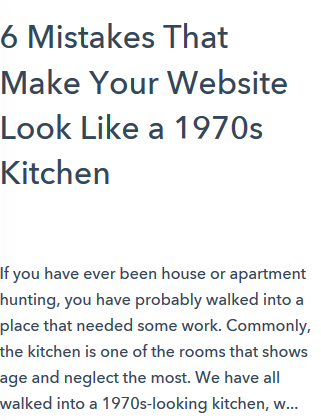 6 Mistakes That
Make Your Website
Look Like a 1970s
Kitchen
If you have ever been house or apartment
hunting, you have probably walked into a
place that needed some work. Commonly,
the kitchen is one of the rooms that shows
age and neglect the most. We have all
walked into a 1970s-looking kitchen, w...